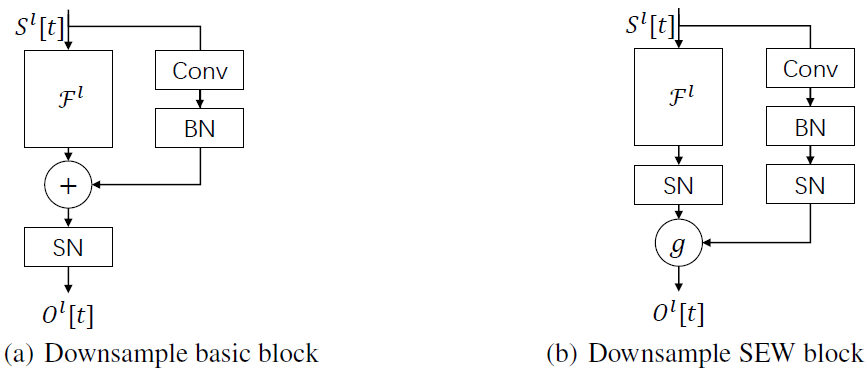 S^l[t]
Conv
ℱ^l
BN
+
SN
O^l[t]
(a) Downsample basic block
S^l[t]
Conv
ℱ^l
BN
SN
SN
g
O^l[t]
(b) Downsample SEW block